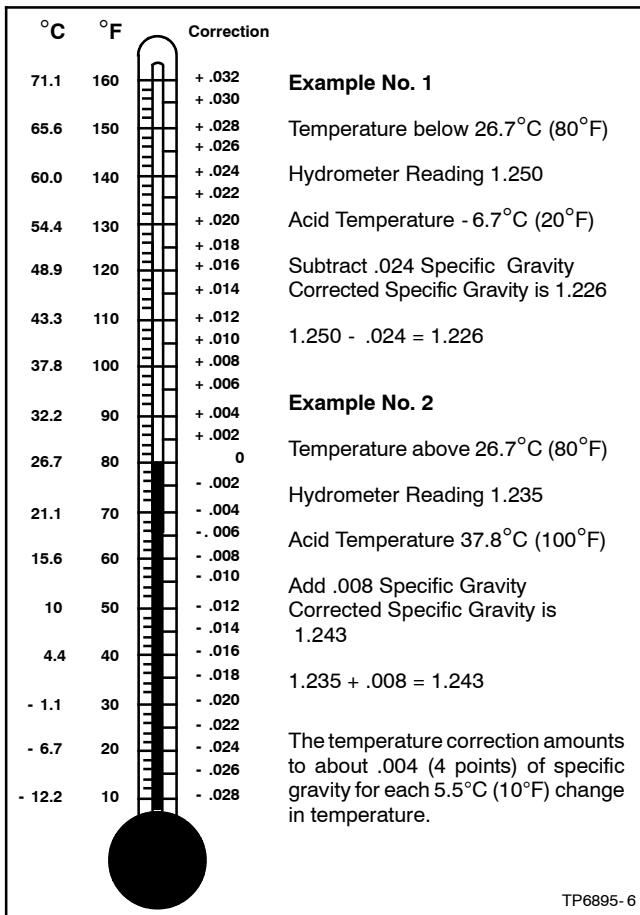 °C °F Correction
71.1 160 + .032
+ .030
65.6 150 + .028
+ .026
60.0 140 + .024
+ .022
54.4 130 + .020
+ .018
48.9 120 + .016
+ .014
43.3 110 + .012
+ .010
37.8 100 + .008
+ .006
32.2 90 + .004
+ .002
26.7 80 0
- .002
21.1 70 - .004
-. 006
15.6 60 - .008
- .010
10 50 - .012
- .014
4.4 40 - .016
- .018
- 1.1 30 - .020
- .022
- 6.7 20 - .024
- .026
- 12.2 10 - .028
Example No. 1
Temperature below 26.7°C (80°F)
Hydrometer Reading 1.250
Acid Temperature - 6.7°C (20°F)
Subtract .024 Specific Gravity
Corrected Specific Gravity is 1.226
1.250 - .024 = 1.226
Example No. 2
Temperature above 26.7°C (80°F)
Hydrometer Reading 1.235
Acid Temperature 37.8°C (100°F)
Add .008 Specific Gravity
Corrected Specific Gravity is
1.243
1.235 + .008 = 1.243
The temperature correction amounts
to about .004 (4 points) of specific
gravity for each 5.5°C (10°F) change
in temperature.
TP6895- 6